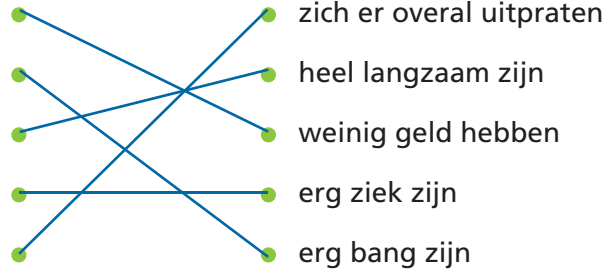 zich er overal uitpraten
heel langzaam zijn
weinig geld hebben
erg ziek zijn
erg bang zijn